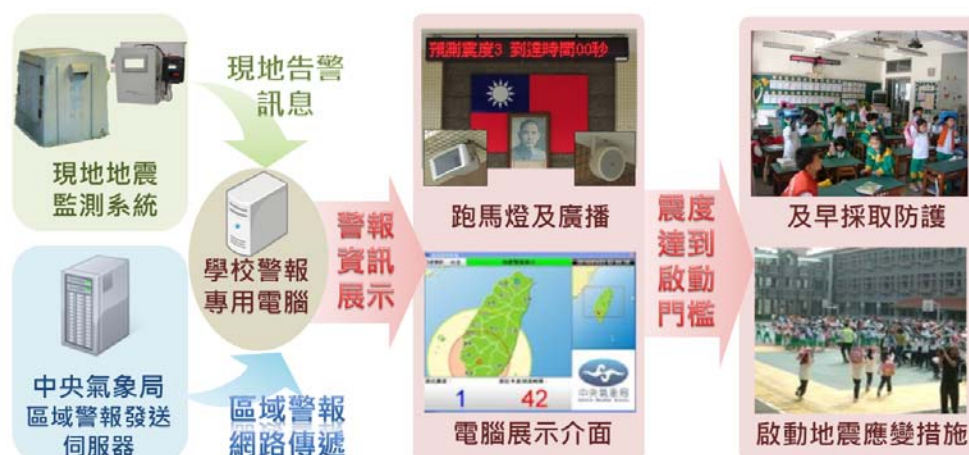 現地地震
監測系統
現地告警
訊息
學校警報
專用電腦
中央氣象局
區域警報發送
伺服器
區域警報
網路傳遞
警報
資訊
展示
預測震度3 到達時間00秒
跑馬燈及廣播
1
42
中央氣象局
電腦展示介面
震度
達到
啟動
門檻
及早採取防護
啟動地震應變措施